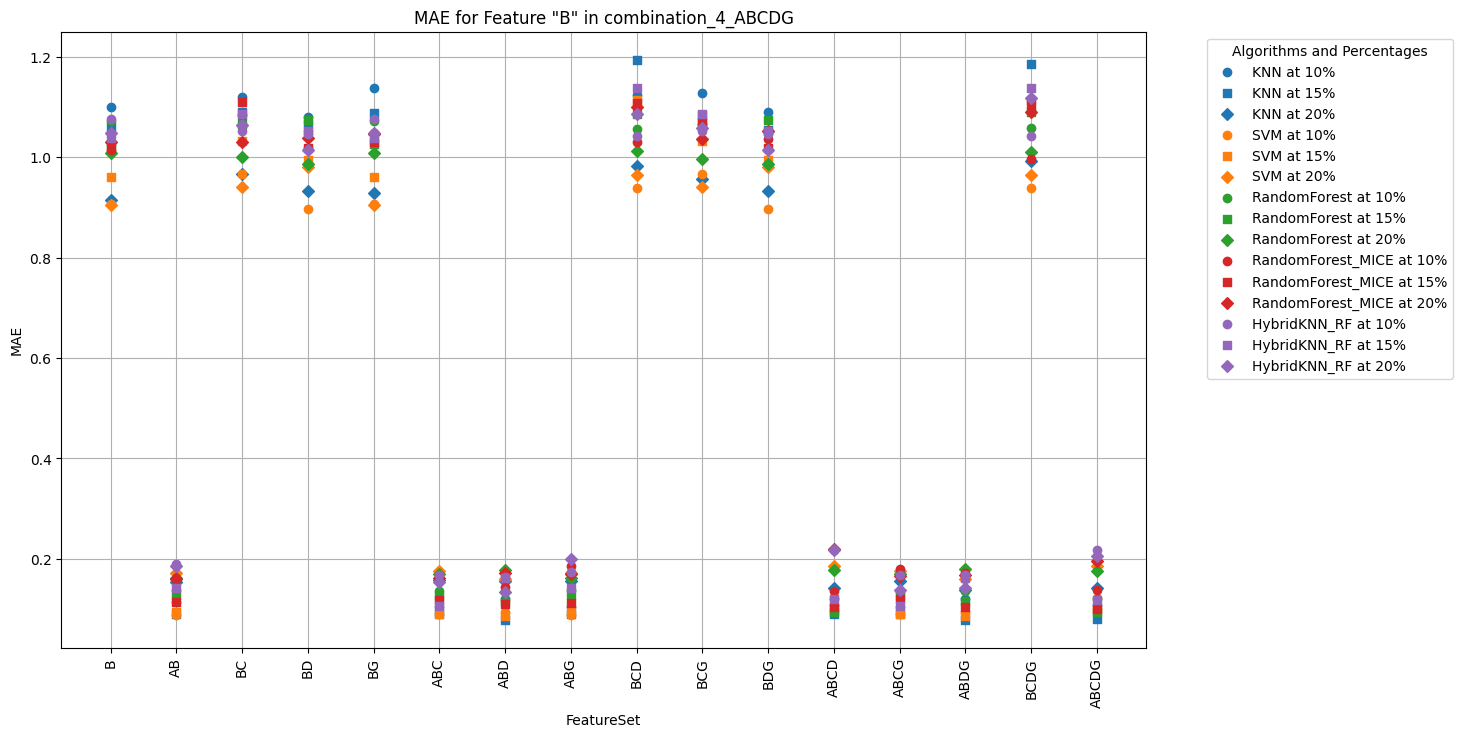 MAE for Feature "B" in combination_4_ABCDG
MAE
1.2
1.0
0.8
0.6
0.4
0.2
B
AB
BC
BD
BG
ABC
ABD
ABG
BCD
BCG
BDG
ABCD
ABCG
ABDG
BCDG
ABCDG
FeatureSet
Algorithms and Percentages
KNN at 10%
KNN at 15%
KNN at 20%
SVM at 10%
SVM at 15%
SVM at 20%
RandomForest at 10%
RandomForest at 15%
RandomForest at 20%
RandomForest_MICE at 10%
RandomForest_MICE at 15%
RandomForest_MICE at 20%
HybridKNN_RF at 10%
HybridKNN_RF at 15%
HybridKNN_RF at 20%